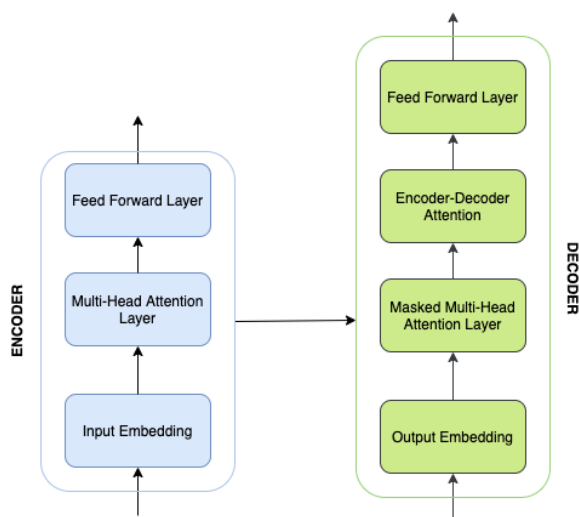 ENCODER
Feed Forward Layer
Multi-Head Attention
Layer
Input Embedding
Feed Forward Layer
Encoder-Decoder
Attention
Masked Multi-Head
Attention Layer
Output Embedding
DECODER